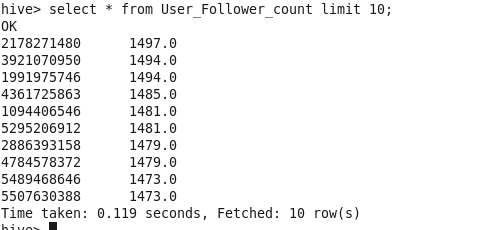 hive> select * from User_Follower_count limit 10;
OK
2178271480 1497.0
3921070950 1494.0
1991975746 1494.0
4361725863 1485.0
1094406546 1481.0
5295206912 1481.0
2886393158 1479.0
4784578372 1479.0
5489468646 1473.0
5507630388 1473.0
Time taken: 0.119 seconds, Fetched: 10 row(s)
hive>